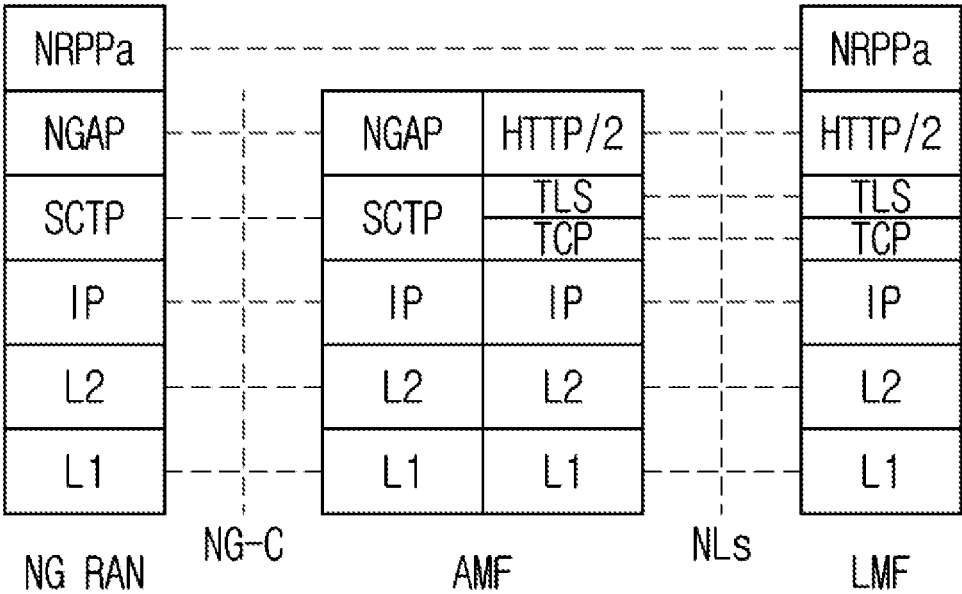 NRPPa NRPPa
NGAP NGAP HTTP/2 HTTP/2
SCTP SCTP TLS TLS
TCP TCP
IP IP IP IP
L2 L2 L2 L2
L1 L1 L1 L1
NG-C NLs
NG RAN AMF LMF